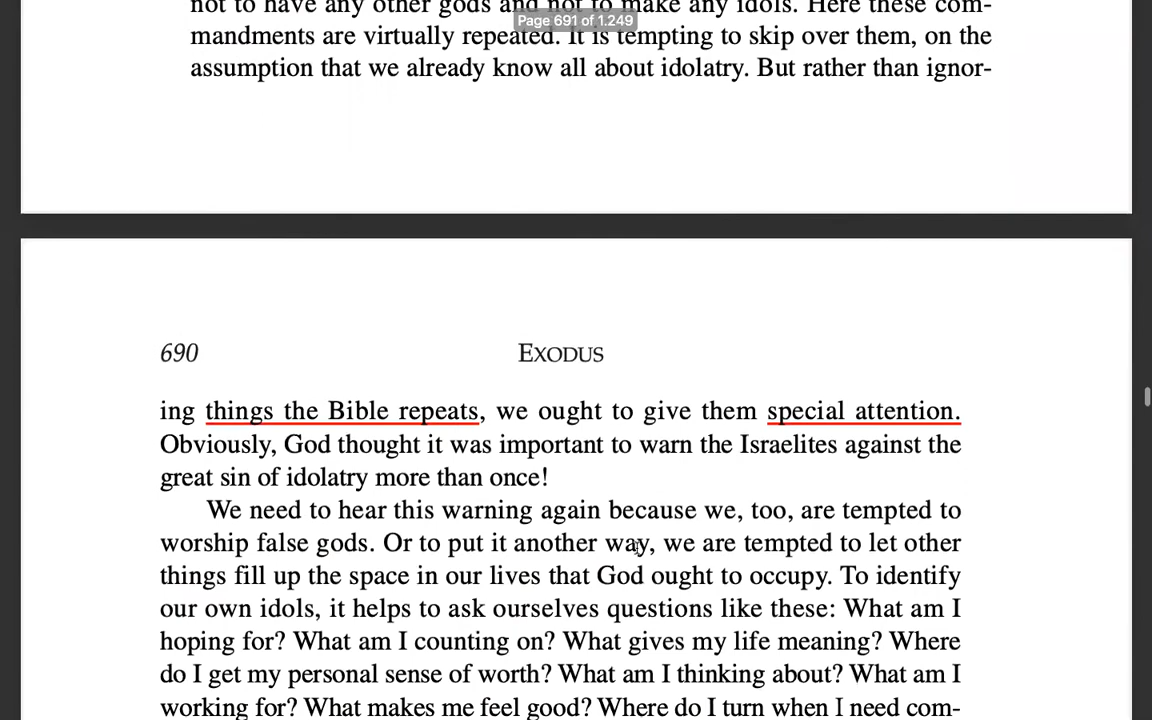 not to have any other gods and not to make any idols. Here these com-
Page 691 of 1.249
mandments are virtually repeated. It is tempting to skip over them, on the
assumption that we already know all about idolatry. But rather than ignor-
690 EXODUS
ing things the Bible repeats, we ought to give them special attention.
Obviously, God thought it was important to warn the Israelites against the
great sin of idolatry more than once!
We need to hear this warning again because we, too, are tempted to
worship false gods. Or to put it another way, we are tempted to let other
things fill up the space in our lives that God ought to occupy. To identify
our own idols, it helps to ask ourselves questions like these: What am I
hoping for? What am I counting on? What gives my life meaning? Where
do I get my personal sense of worth? What am I thinking about? What am I
working for? What makes me feel good? Where do I turn when I need com-